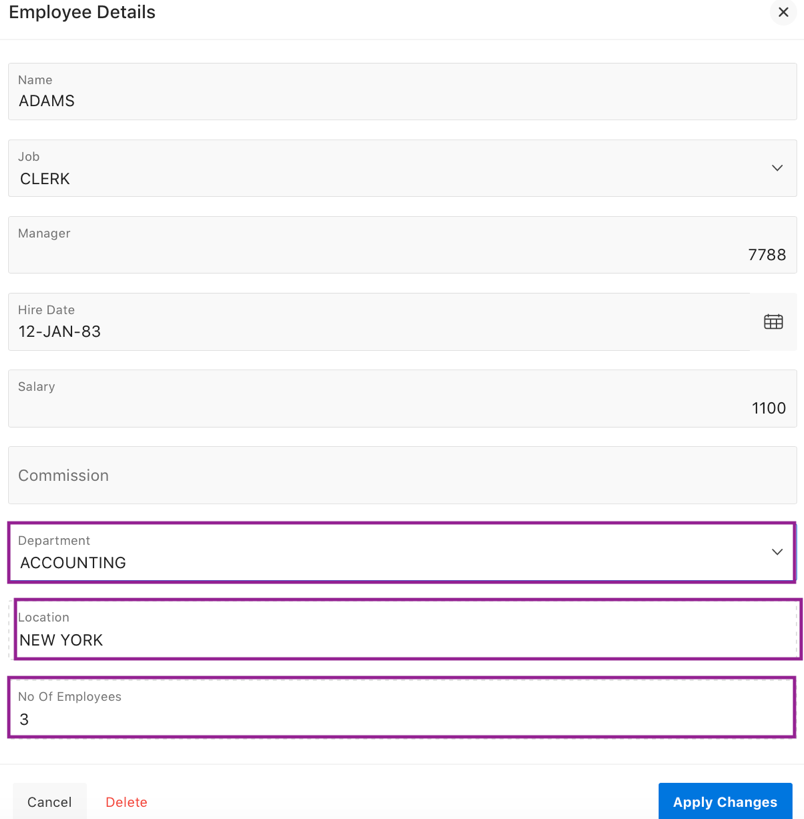 Employee Details
Name
ADAMS
Job
CLERK
Manager
7788
Hire Date
12-JAN-83
Salary
1100
Commission
Department
ACCOUNTING
Location
NEW YORK
No Of Employees
3
Cancel Delete Apply Changes